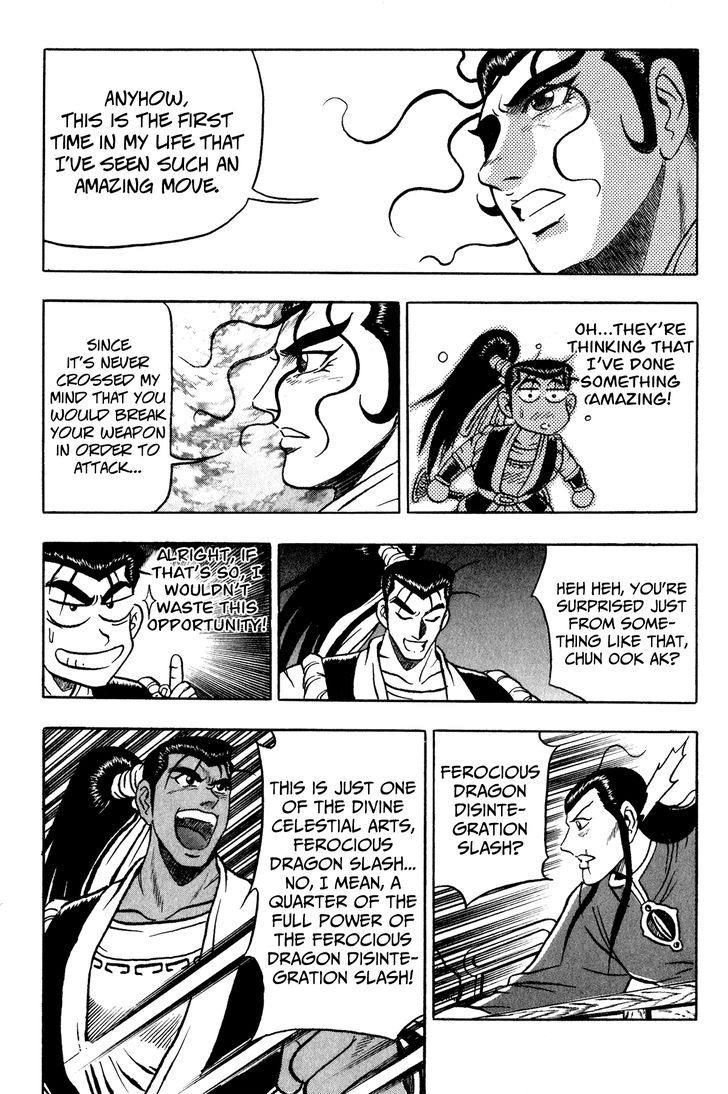 ANYHOW,
THIS IS THE FIRST
TIME IN MY LIFE THAT
I'VE SEEN SUCH AN
AMAZING MOVE.
SINCE
IT'S NEVER
CROSSED MY
MIND THAT YOU
WOULD BREAK
YOUR WEAPON
IN ORDER TO
ATTACK...
OH...THEY'RE
THINKING THAT
I'VE DONE
SOMETHING
AMAZING!
ALRIGHT, IF
THAT'S SO, I
WOULDN'T
WASTE THIS
OPPORTUNITY!
HEH HEH, YOU'RE
SURPRISED JUST
FROM SOME-
THING LIKE THAT,
CHUN OOK AK?
THIS IS JUST ONE
OF THE DIVINE
CELESTIAL ARTS,
FEROCIOUS
DRAGON SLASH...
NO, I MEAN, A
QUARTER OF THE
FULL POWER OF
THE FEROCIOUS
DRAGON DISINTE-
GRATION SLASH!
FEROCIOUS
DRAGON
DISINTE-
GRATION
SLASH?